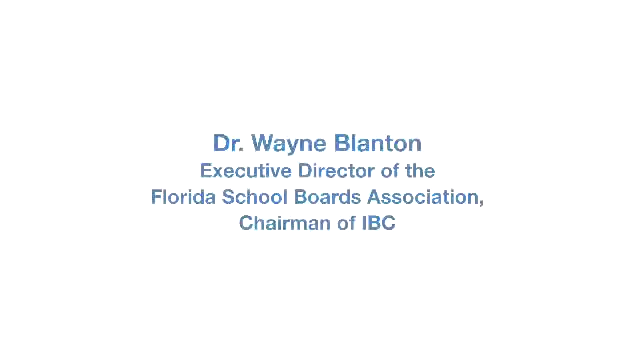 Dr. Wayne Blanton
Executive Director of the
Florida School Boards Association,
Chairman of IBC